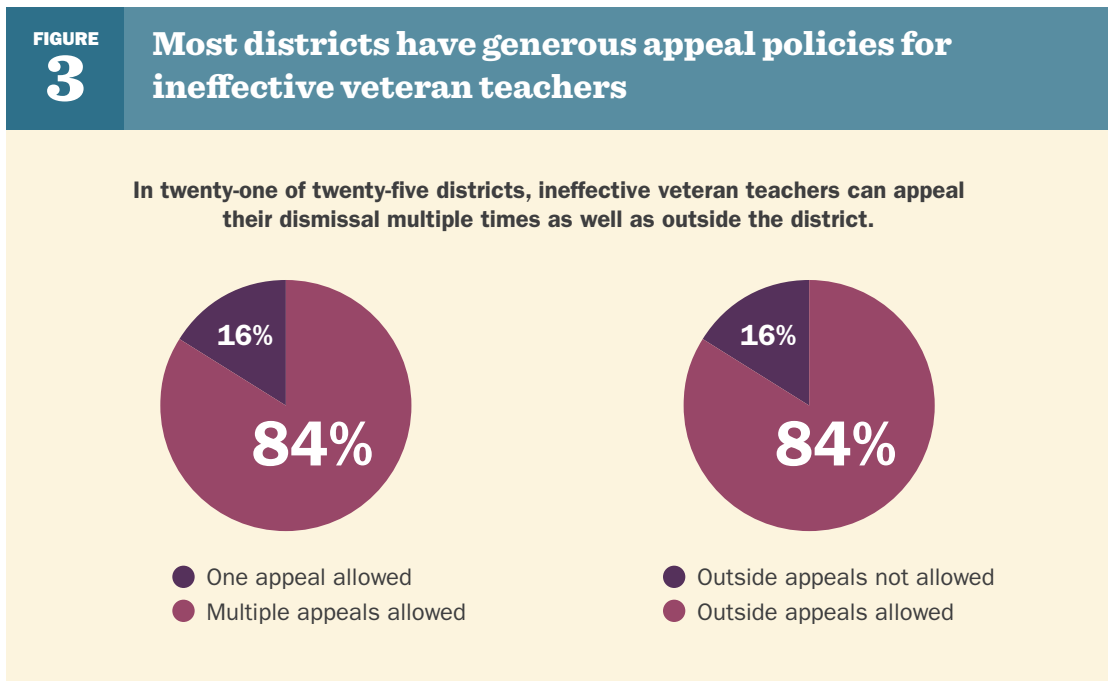 FIGURE
3
Most districts have generous appeal policies for
ineffective veteran teachers
In twenty-one of twenty-five districts, ineffective veteran teachers can appeal
their dismissal multiple times as well as outside the district.
16%
84%
One appeal allowed
Multiple appeals allowed
16%
84%
Outside appeals not allowed
Outside appeals allowed